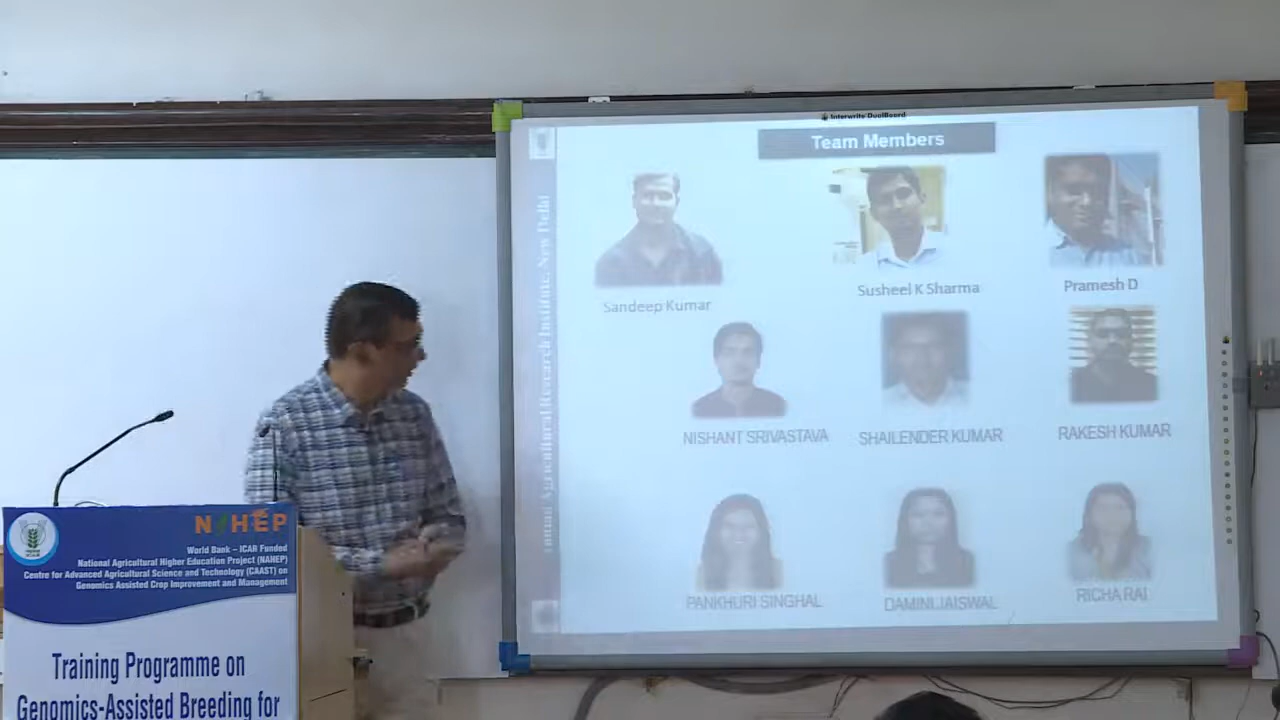 Interwrite DualBoard
Team Members
Sandeep Kumar
Susheel K Sharma
Pramesh D
NISHANT SRIVASTAVA
SHAILENDER KUMAR
RAKESH KUMAR
PANKHURI SINGHAL
DAMINI JAISWAL
RICHA RAI
Agricultural Research Institute, New Delhi
NAHEP
World Bank – ICAR Funded
National Agricultural Higher Education Project (NAHEP)
Centre for Advanced Agricultural Science and Technology (CAAST) on
Genomics Assisted Crop Improvement and Management
Training Programme on
Genomics-Assisted Breeding for